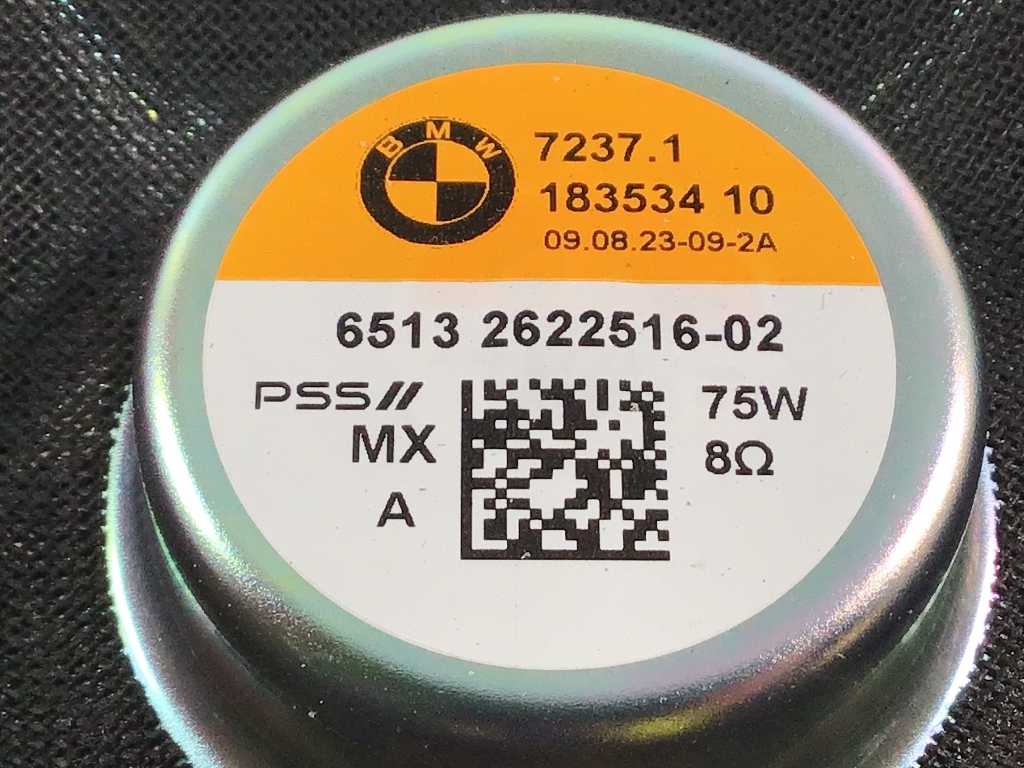 BMW
7237.1
183534 10
09.08.23-09-2A
6513 2622516-02
PSS//
MX
A
75W
8Ω